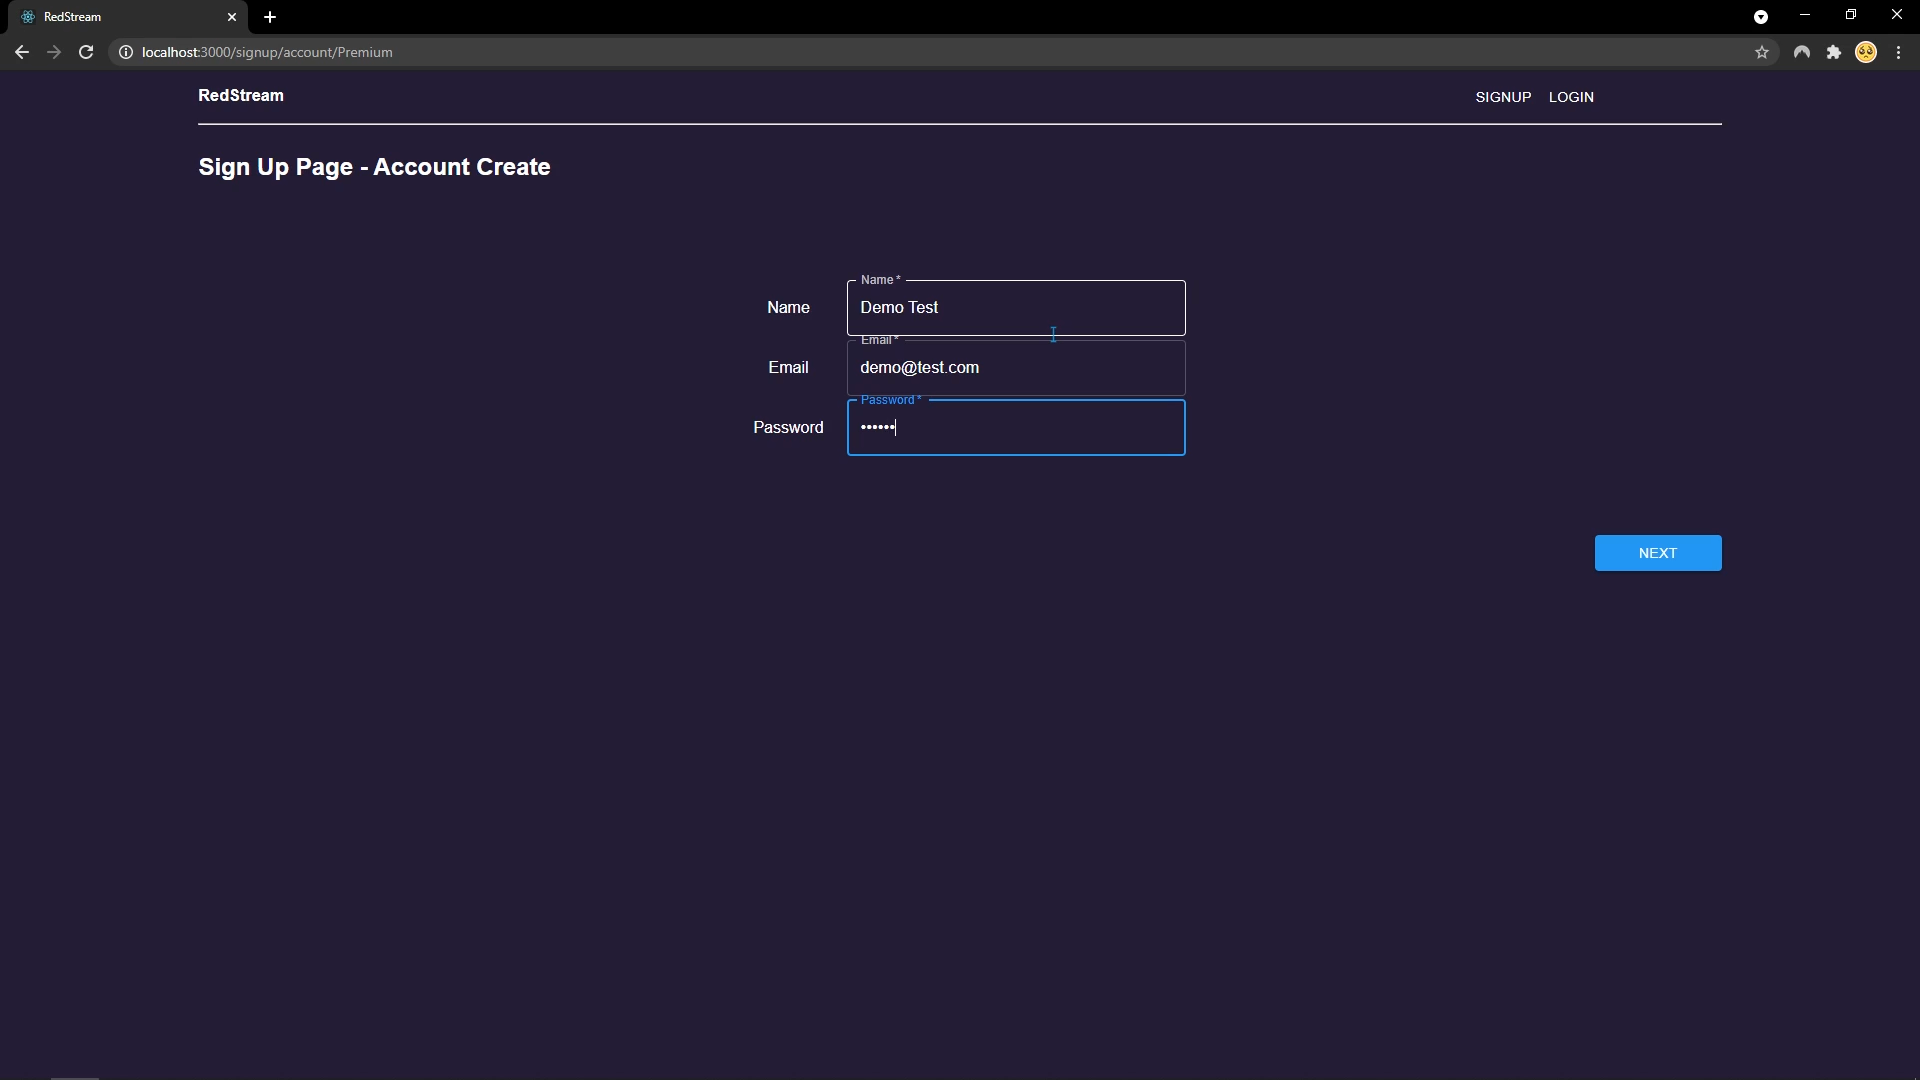 RedStream
localhost:3000/signup/account/Premium
RedStream
SIGNUP LOGIN
Sign Up Page - Account Create
Name *
Name
Demo Test
Email *
Email
demo@test.com
Password *
Password
••••••
NEXT